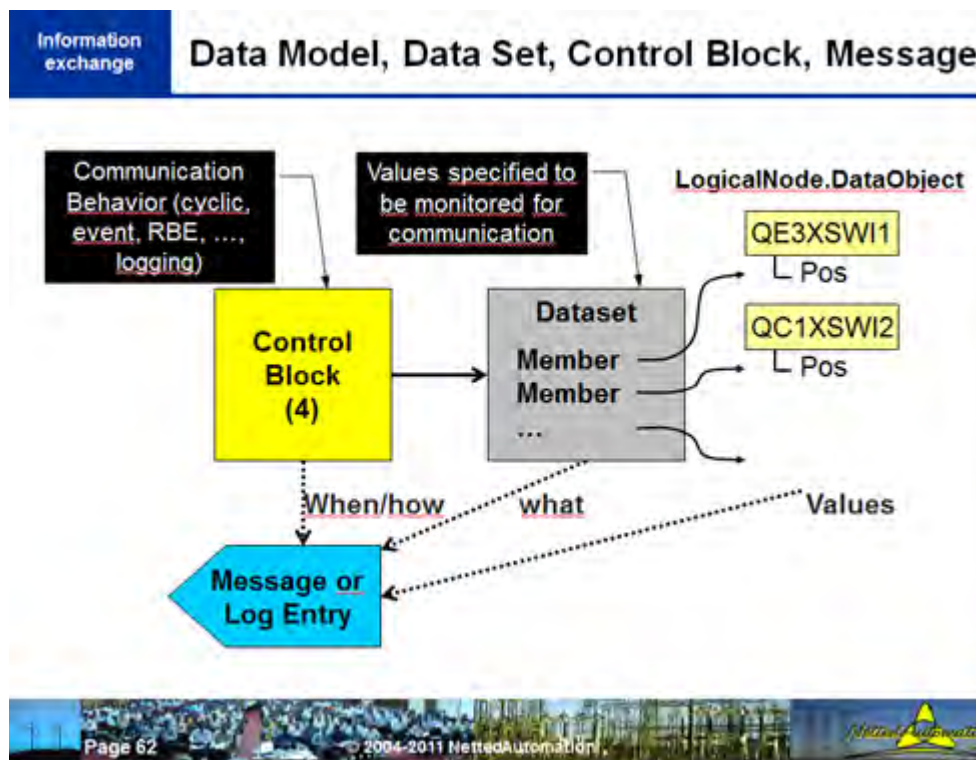 Information
exchange
Data Model, Data Set, Control Block, Message
Communication
Behavior (cyclic,
event, RBE, ...,
logging)
Values specified to
be monitored for
communication
LogicalNode.DataObject
QE3XSWI1
Pos
QC1XSWI2
Pos
Control
Block
(4)
Dataset
Member
Member
...
When/how
what
Values
Message or
Log Entry
Page 62
© 2004-2011 NettedAutomation
NettedAutomati